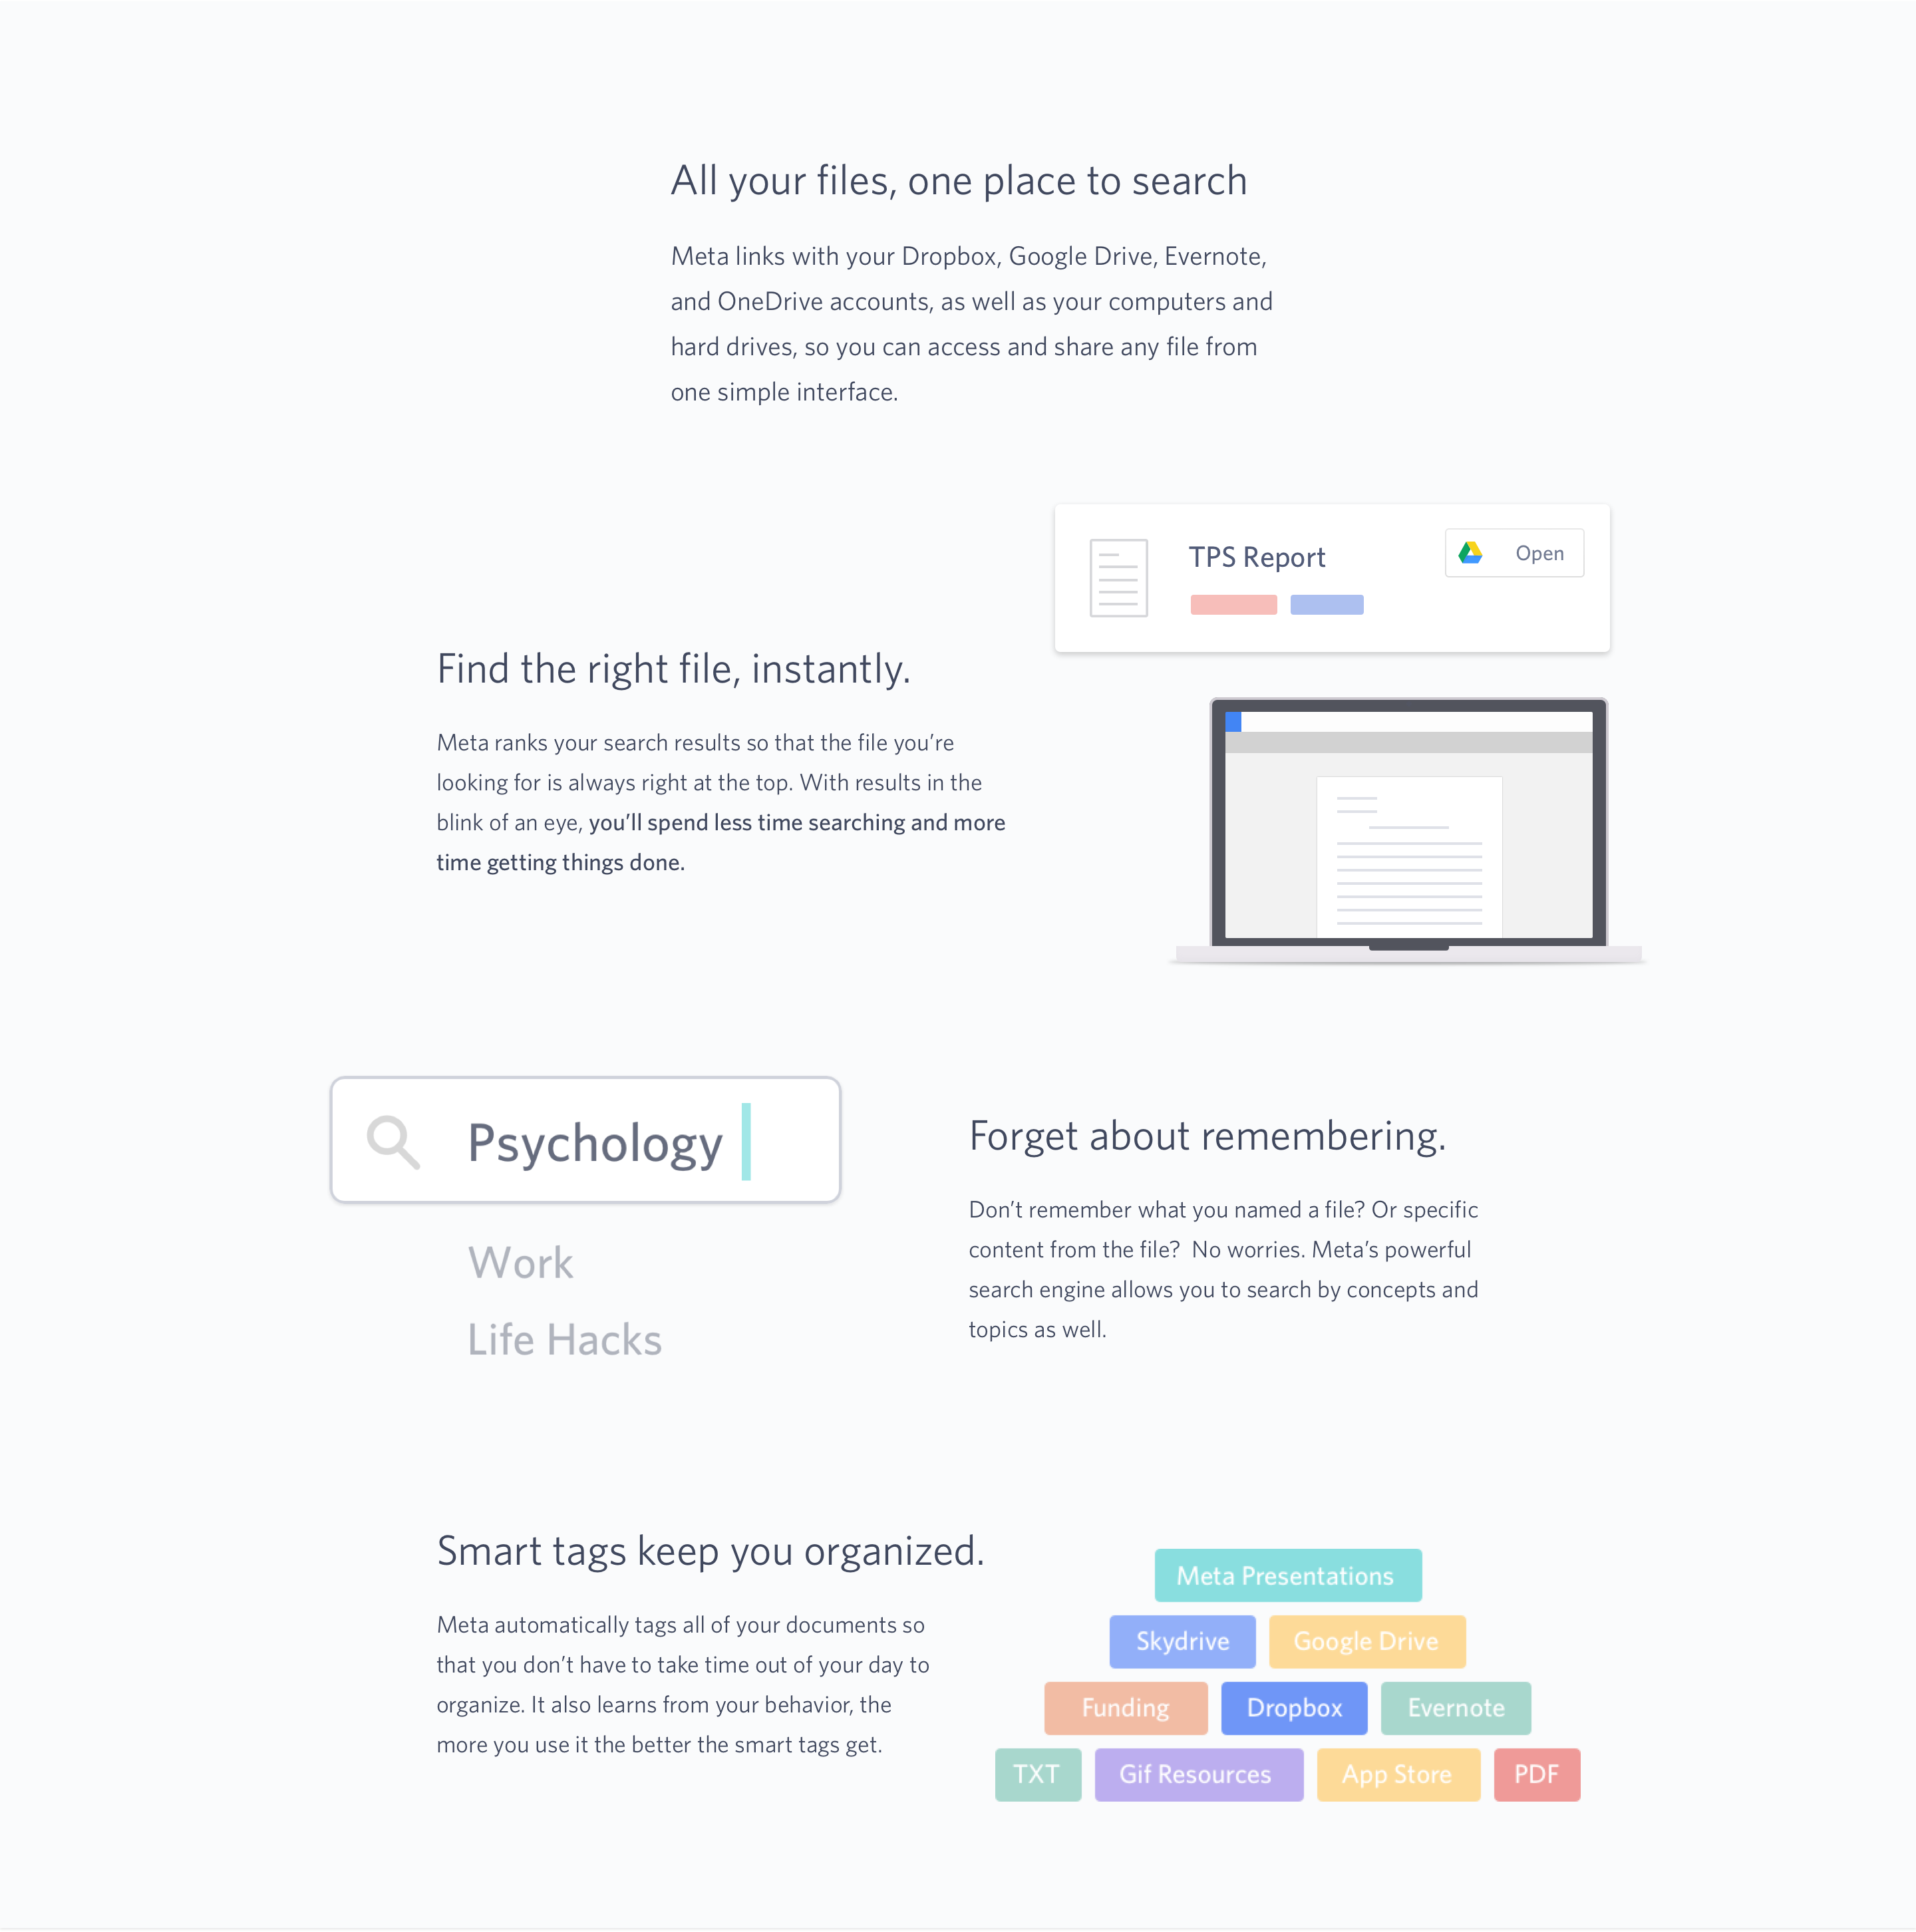 All your files, one place to search
Meta links with your Dropbox, Google Drive, Evernote,
and OneDrive accounts, as well as your computers and
hard drives, so you can access and share any file from
one simple interface.
TPS Report
Open
Find the right file, instantly.
Meta ranks your search results so that the file you’re
looking for is always right at the top. With results in the
blink of an eye, you’ll spend less time searching and more
time getting things done.
Psychology
Work
Life Hacks
Forget about remembering.
Don’t remember what you named a file? Or specific
content from the file?  No worries. Meta’s powerful
search engine allows you to search by concepts and
topics as well.
Smart tags keep you organized.
Meta automatically tags all of your documents so
that you don’t have to take time out of your day to
organize. It also learns from your behavior, the
more you use it the better the smart tags get.
Meta Presentations
Skydrive Google Drive
Funding Dropbox Evernote
TXT Gif Resources App Store PDF